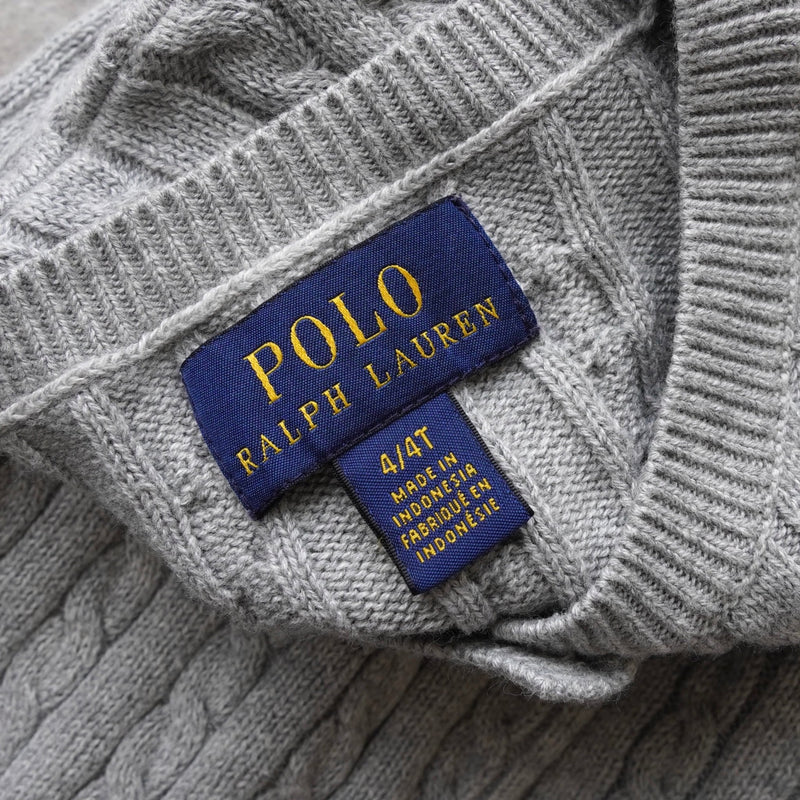 POLO
RALPH LAUREN
4/4T
MADE IN
INDONESIA
FABRIQUÉ EN
INDONÉSIE